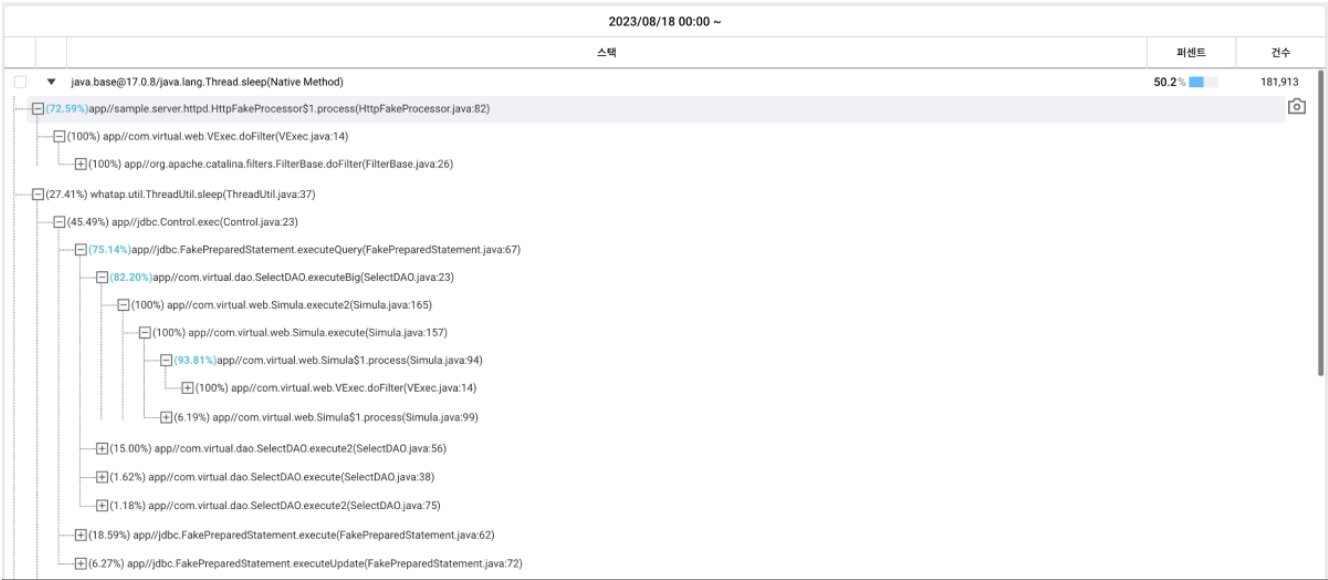 2023/08/18 00:00 ~
스택 퍼센트 건수
java.base@17.0.8/java.lang.Thread.sleep(Native Method) 50.2% 181,913
(72.59%)app//sample.server.httpd.HttpFakeProcessor$1.process(HttpFakeProcessor.java:82)
(100%) app//com.virtual.web.VExec.doFilter(VExec.java:14)
(100%) app//org.apache.catalina.filters.FilterBase.doFilter(FilterBase.java:26)
(27.41%) whatap.util.ThreadUtil.sleep(ThreadUtil.java:37)
(45.49%) app//jdbc.Control.exec(Control.java:23)
(75.14%)app//jdbc.FakePreparedStatement.executeQuery(FakePreparedStatement.java:67)
(82.20%)app//com.virtual.dao.SelectDAO.executeBig(SelectDAO.java:23)
(100%) app//com.virtual.web.Simula.execute2(Simula.java:165)
(100%) app//com.virtual.web.Simula.execute(Simula.java:157)
(93.81%)app//com.virtual.web.Simula$1.process(Simula.java:94)
(100%) app//com.virtual.web.VExec.doFilter(VExec.java:14)
(6.19%) app//com.virtual.web.Simula$1.process(Simula.java:99)
(15.00%) app//com.virtual.dao.SelectDAO.execute2(SelectDAO.java:56)
(1.62%) app//com.virtual.dao.SelectDAO.execute(SelectDAO.java:38)
(1.18%) app//com.virtual.dao.SelectDAO.execute2(SelectDAO.java:75)
(18.59%) app//jdbc.FakePreparedStatement.execute(FakePreparedStatement.java:62)
(6.27%) app//jdbc.FakePreparedStatement.executeUpdate(FakePreparedStatement.java:72)